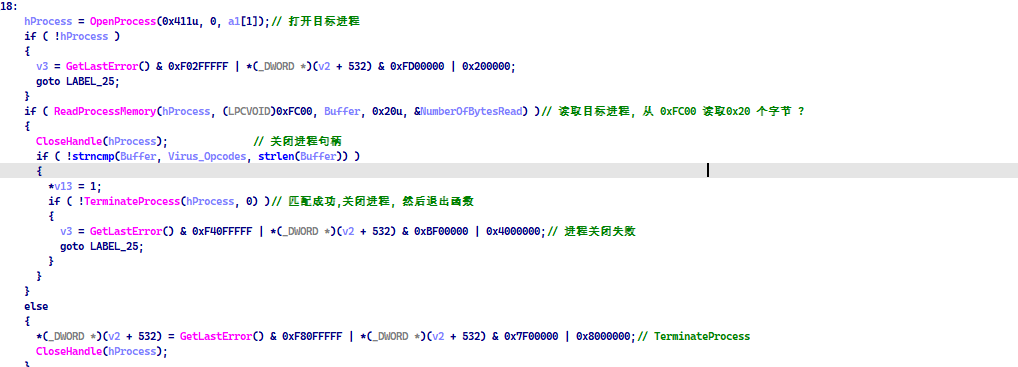 18:
hProcess = OpenProcess(0x411u, 0, a1[1]);// 打开目标进程
if ( !hProcess )
{
v3 = GetLastError() & 0xF02FFFFF | *(_DWORD *)(v2 + 532) & 0xFD00000 | 0x200000;
goto LABEL_25;
}
if ( ReadProcessMemory(hProcess, (LPCVOID)0xFC00, Buffer, 0x20u, &NumberOfBytesRead) )// 读取目标进程, 从 0xFC00 读取0x20 个字节 ?
{
CloseHandle(hProcess); // 关闭进程句柄
if ( !strncmp(Buffer, Virus_Opcodes, strlen(Buffer)) )
{
*v13 = 1;
if ( !TerminateProcess(hProcess, 0) )// 匹配成功,关闭进程, 然后退出函数
{
v3 = GetLastError() & 0xF40FFFFF | *(_DWORD *)(v2 + 532) & 0xBF00000 | 0x4000000;// 进程关闭失败
goto LABEL_25;
}
}
}
else
{
*(_DWORD *)(v2 + 532) = GetLastError() & 0xF80FFFFF | *(_DWORD *)(v2 + 532) & 0x7F00000 | 0x8000000;// TerminateProcess
CloseHandle(hProcess);
}